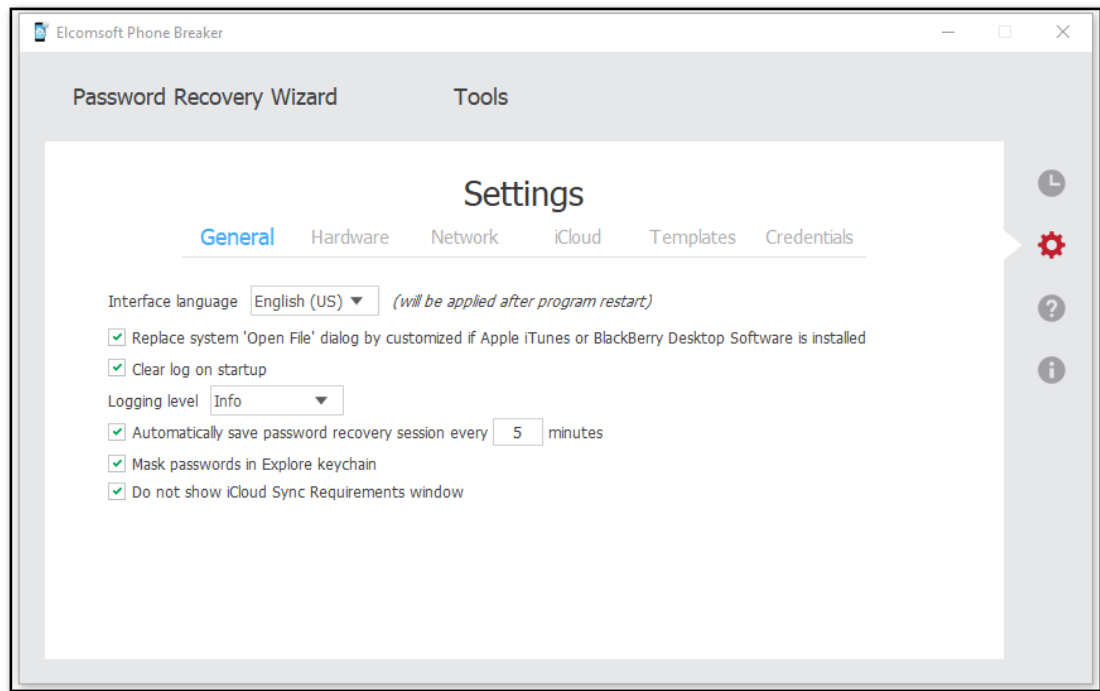 Elcomsoft Phone Breaker
Password Recovery Wizard Tools
Settings
General Hardware Network iCloud Templates Credentials
Interface language English (US) (will be applied after program restart)
Replace system 'Open File' dialog by customized if Apple iTunes or BlackBerry Desktop Software is installed
Clear log on startup
Logging level Info
Automatically save password recovery session every 5 minutes
Mask passwords in Explore keychain
Do not show iCloud Sync Requirements window